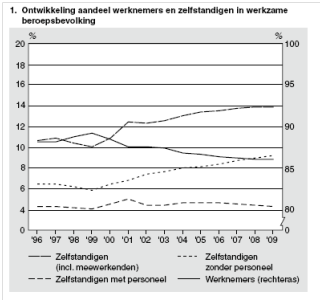 1. Ontwikkeling aandeel werknemers en zelfstandigen in werkzame
beroepsbevolking
% %
20 100
18
16 95
14
12 90
10
8 85
6
4 80
0 0
'96 '97 '98 '99 '00 '01 '02 '03 '04 '05 '06 '07 '08 '09
Zelfstandigen Zelfstandigen
(incl. meewerkenden) zonder personeel
Zelfstandigen met personeel Werknemers (rechteras)